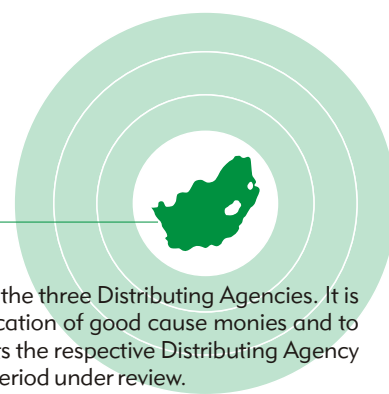 the three Distributing Agencies. It is
cation of good cause monies and to
s the respective Distributing Agency
eriod under review.